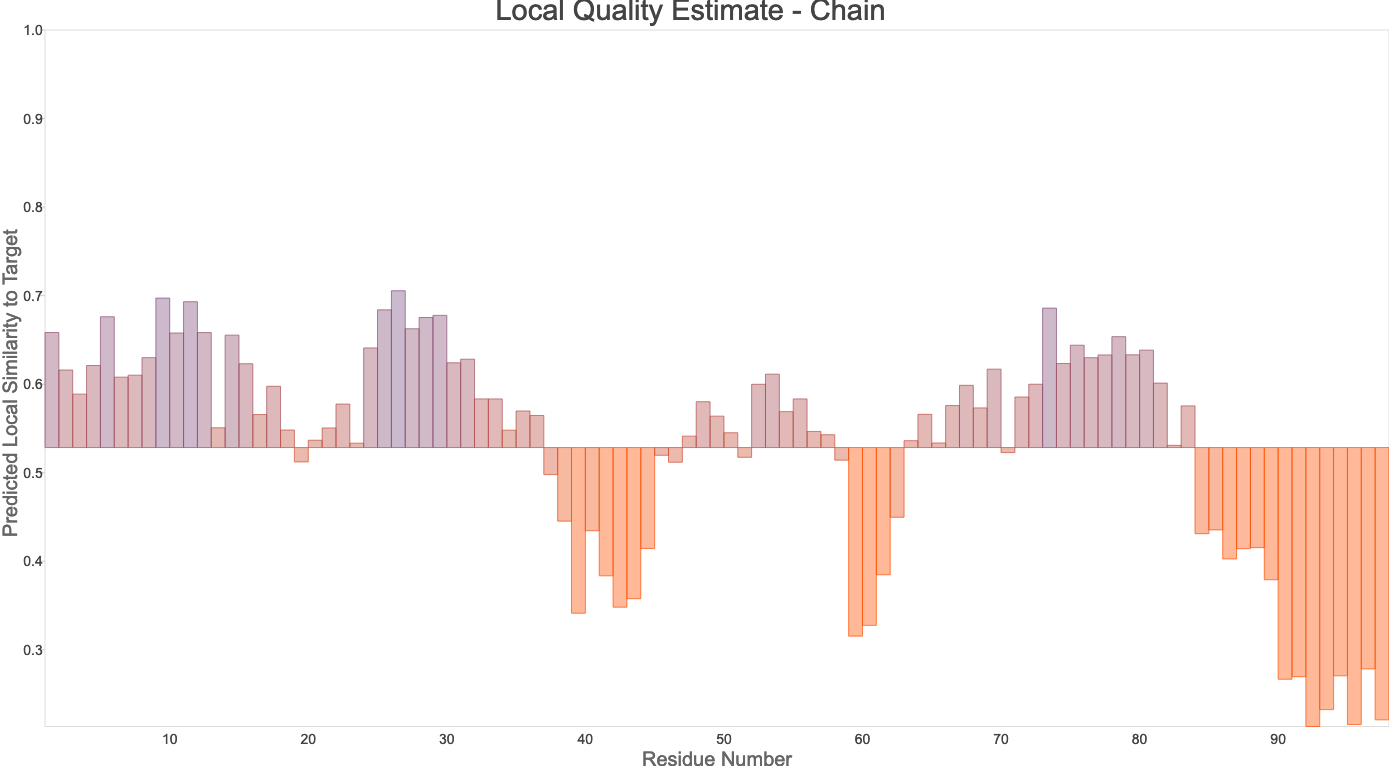 Local Quality Estimate - Chain
Predicted Local Similarity to Target
1.0
0.9
0.8
0.7
0.6
0.5
0.4
0.3
10 20 30 40 50 60 70 80 90
Residue Number